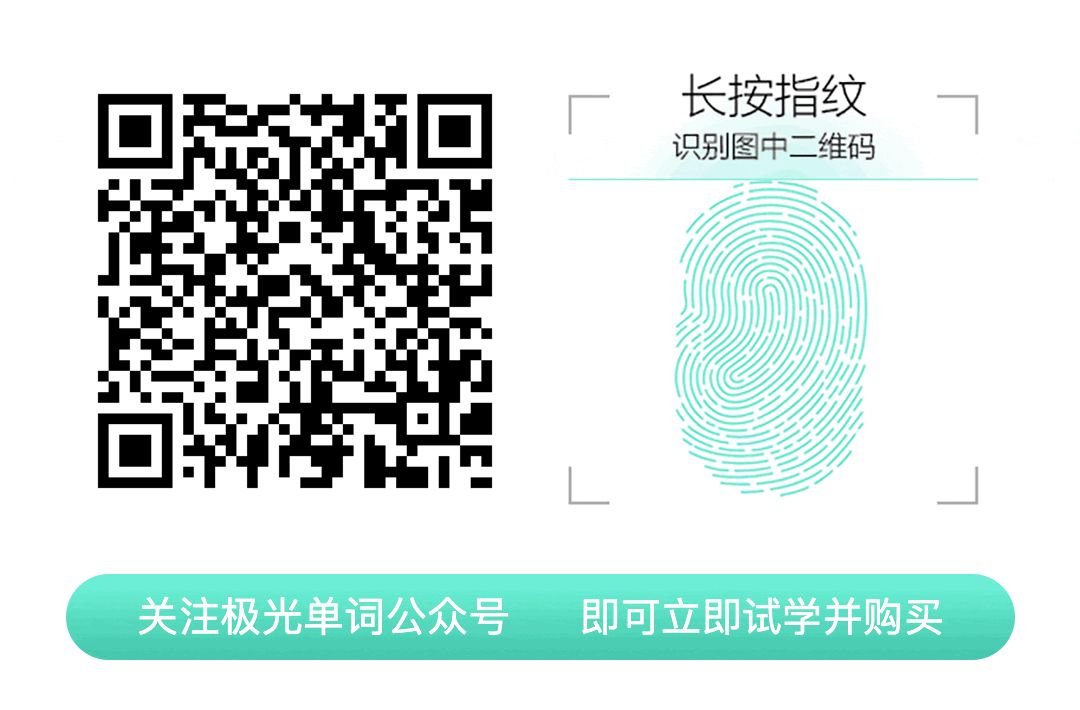 长按指纹
识别图中二维码
关注极光单词公众号 即可立即试学并购买